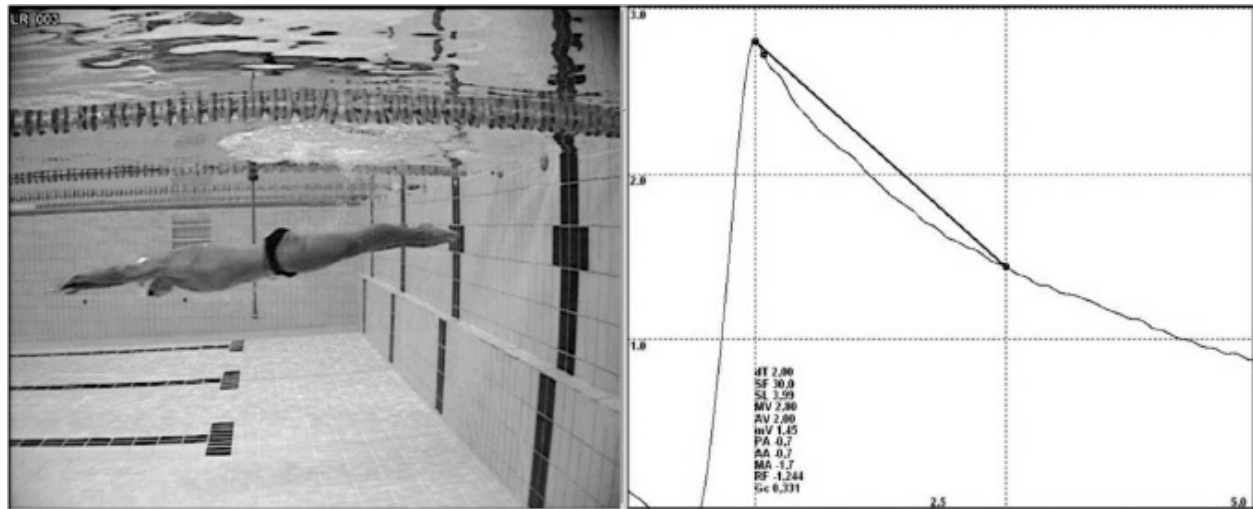 LR 003
3.0
2.0
1.0
dT 2,00
SF 30,0
SL 3,99
MV 2,80
AV 2,00
mV 1,45
PA -0,7
AA -0,7
MA -1,7
RF -1,244
Gc 0,331
2.5
5.0